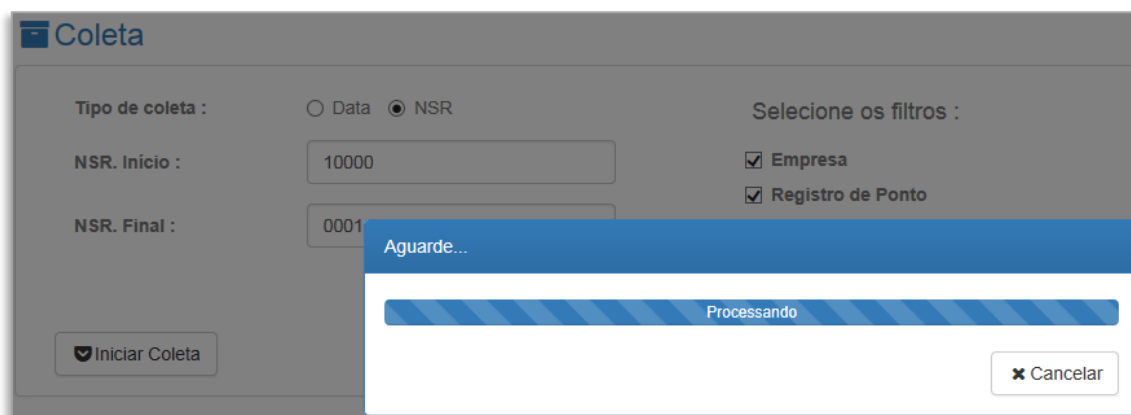 Coleta
Tipo de coleta :
Data NSR
Selecione os filtros :
NSR. Início :
10000
Empresa
Registro de Ponto
NSR. Final :
0001
Aguarde...
Processando
Iniciar Coleta
Cancelar